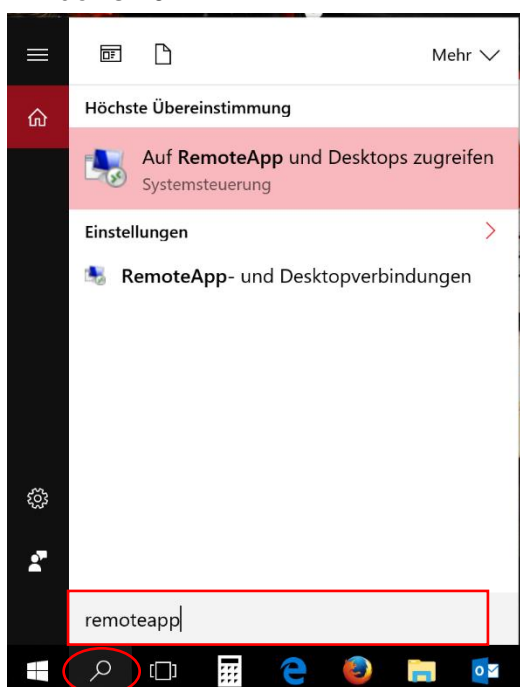 Mehr
Höchste Übereinstimmung
Auf RemoteApp und Desktops zugreifen
Systemsteuerung
Einstellungen
RemoteApp- und Desktopverbindungen
remoteapp